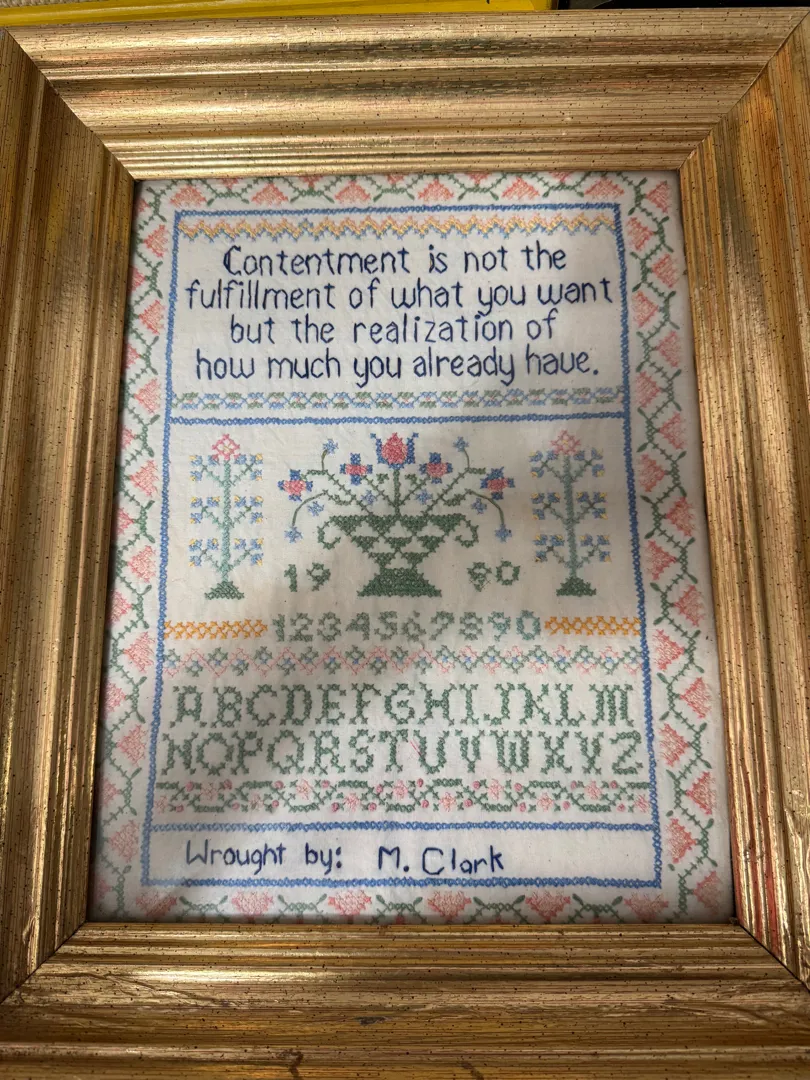 Contentment is not the
fulfillment of what you want
but the realization of
how much you already have.
19 90
1234567890
ABCDEFGHIJKLM
NOPQRSTUVWXYZ
Wrought by: M. Clark